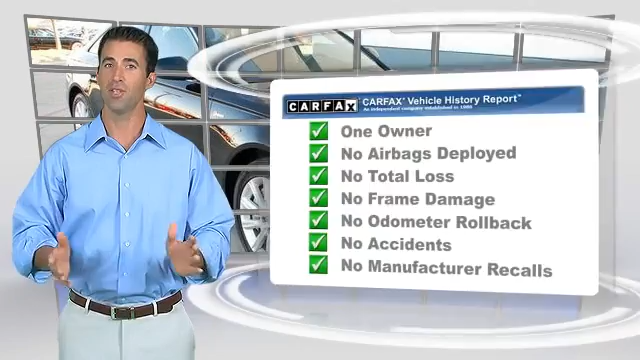 CARFAX CARFAX Vehicle History Report™
An independent company established in 1986
One Owner
No Airbags Deployed
No Total Loss
No Frame Damage
No Odometer Rollback
No Accidents
No Manufacturer Recalls